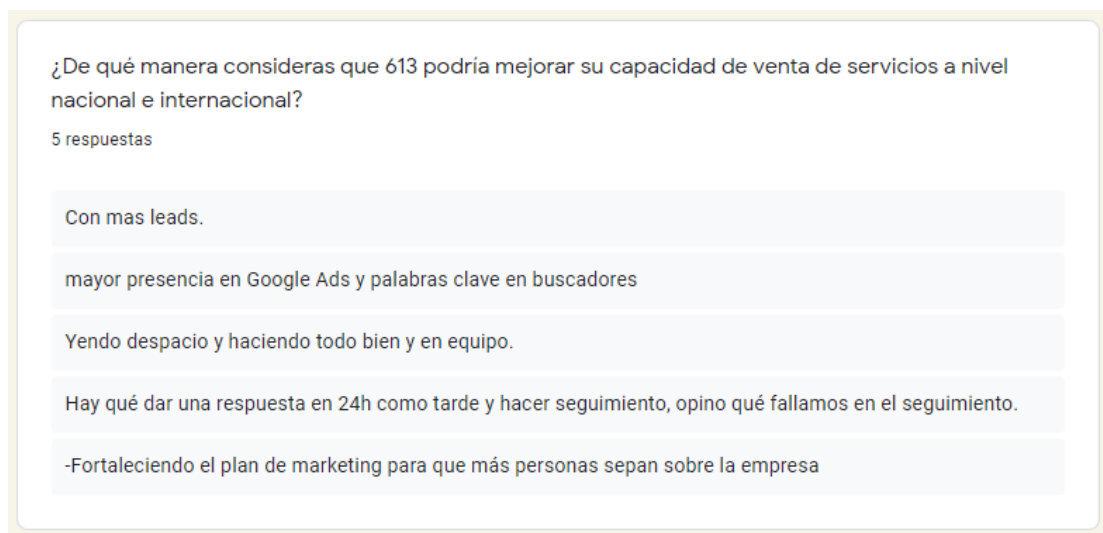 ¿De qué manera consideras que 613 podría mejorar su capacidad de venta de servicios a nivel
nacional e internacional?
5 respuestas
Con mas leads.
mayor presencia en Google Ads y palabras clave en buscadores
Yendo despacio y haciendo todo bien y en equipo.
Hay qué dar una respuesta en 24h como tarde y hacer seguimiento, opino qué fallamos en el seguimiento.
-Fortaleciendo el plan de marketing para que más personas sepan sobre la empresa